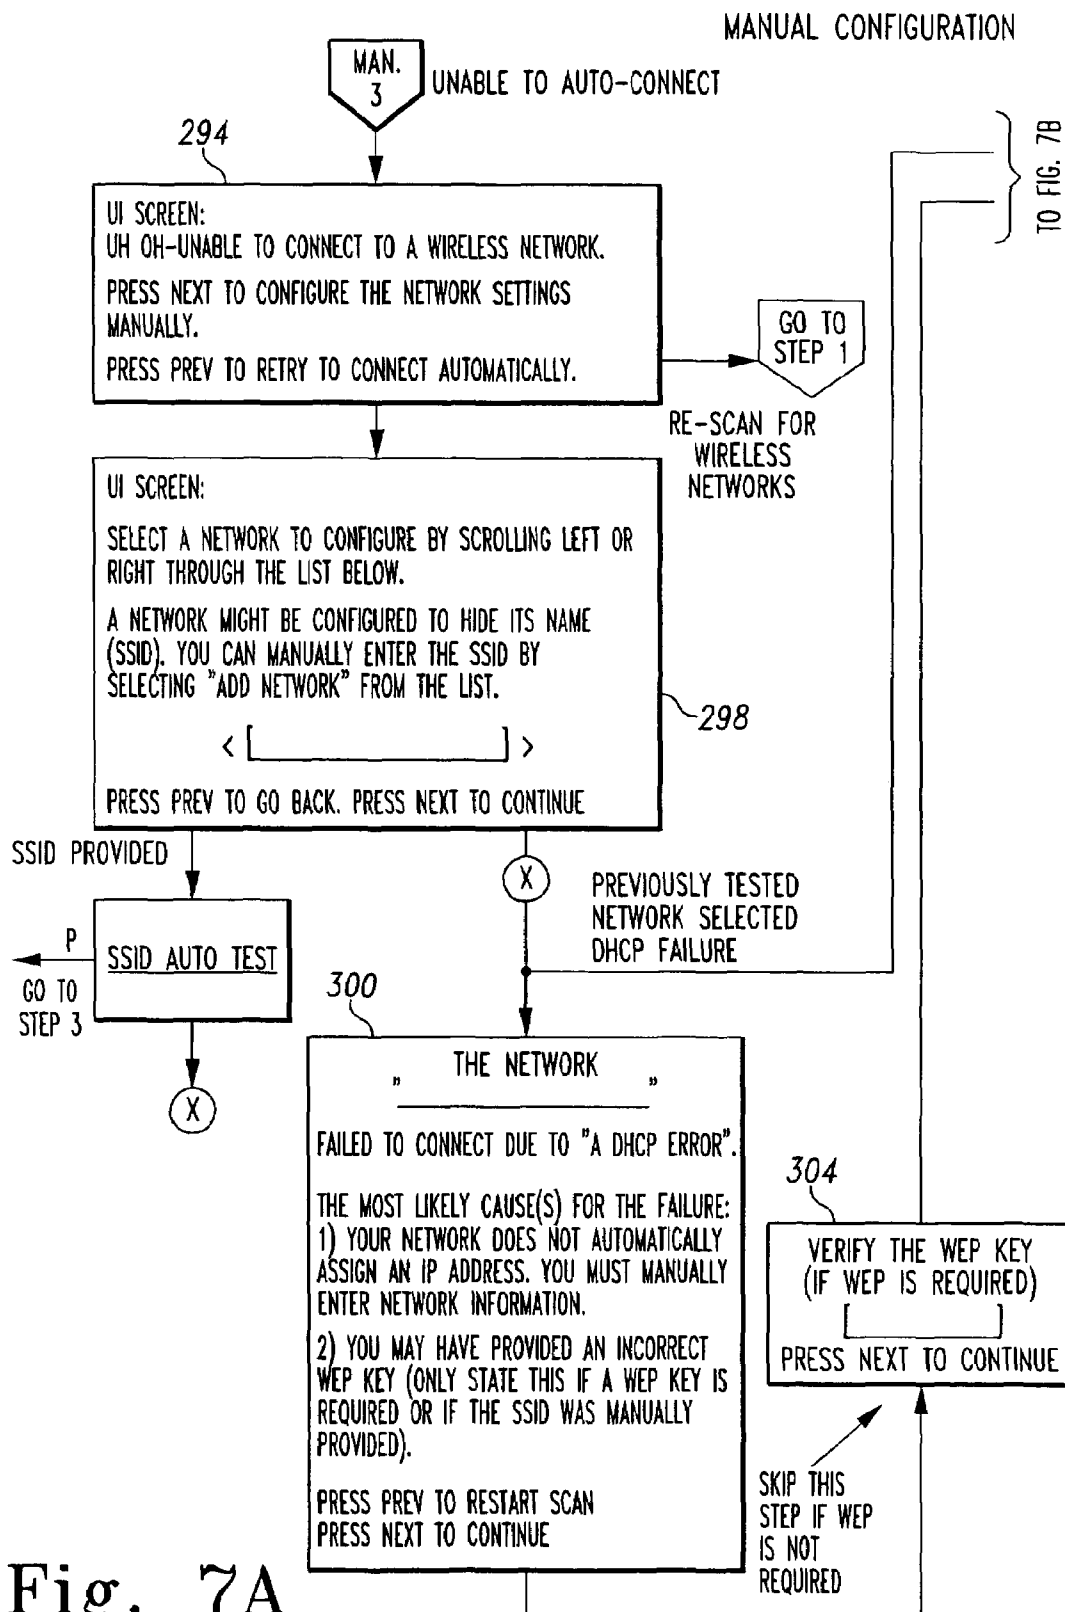 MANUAL CONFIGURATION
MAN.
3
UNABLE TO AUTO-CONNECT
TO FIG. 7B
294
UI SCREEN:
UH OH-UNABLE TO CONNECT TO A WIRELESS NETWORK.
PRESS NEXT TO CONFIGURE THE NETWORK SETTINGS
MANUALLY.
PRESS PREV TO RETRY TO CONNECT AUTOMATICALLY.
GO TO
STEP 1
RE-SCAN FOR
WIRELESS
NETWORKS
UI SCREEN:
SELECT A NETWORK TO CONFIGURE BY SCROLLING LEFT OR
RIGHT THROUGH THE LIST BELOW.
A NETWORK MIGHT BE CONFIGURED TO HIDE ITS NAME
(SSID). YOU CAN MANUALLY ENTER THE SSID BY
SELECTING "ADD NETWORK" FROM THE LIST.
< [ ] >
PRESS PREV TO GO BACK. PRESS NEXT TO CONTINUE
298
SSID PROVIDED
X
PREVIOUSLY TESTED
NETWORK SELECTED
DHCP FAILURE
P
SSID AUTO TEST
GO TO
STEP 3
X
300
THE NETWORK
" "
FAILED TO CONNECT DUE TO "A DHCP ERROR".
THE MOST LIKELY CAUSE(S) FOR THE FAILURE:
1) YOUR NETWORK DOES NOT AUTOMATICALLY
ASSIGN AN IP ADDRESS. YOU MUST MANUALLY
ENTER NETWORK INFORMATION.
2) YOU MAY HAVE PROVIDED AN INCORRECT
WEP KEY (ONLY STATE THIS IF A WEP KEY IS
REQUIRED OR IF THE SSID WAS MANUALLY
PROVIDED).
PRESS PREV TO RESTART SCAN
PRESS NEXT TO CONTINUE
304
VERIFY THE WEP KEY
(IF WEP IS REQUIRED)
[ ]
PRESS NEXT TO CONTINUE
SKIP THIS
STEP IF WEP
IS NOT
REQUIRED
Fig. 7A